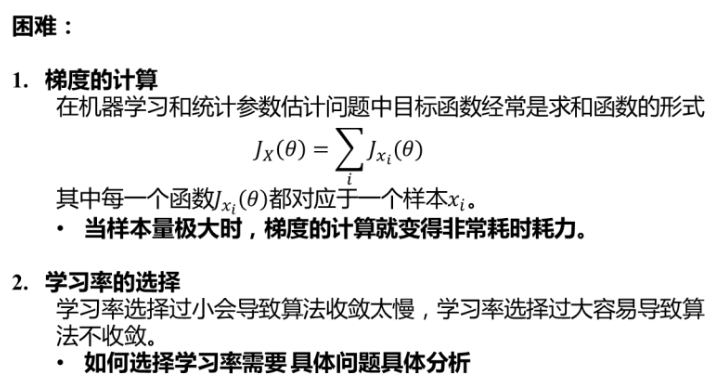 困难：
1. 梯度的计算
在机器学习和统计参数估计问题中目标函数经常是求和函数的形式
J_X(θ) = ∑_i J_{x_i}(θ)
其中每一个函数J_{x_i}(θ)都对应于一个样本x_i。
• 当样本量极大时，梯度的计算就变得非常耗时耗力。
2. 学习率的选择
学习率选择过小会导致算法收敛太慢，学习率选择过大容易导致算
法不收敛。
• 如何选择学习率需要 具体问题具体分析